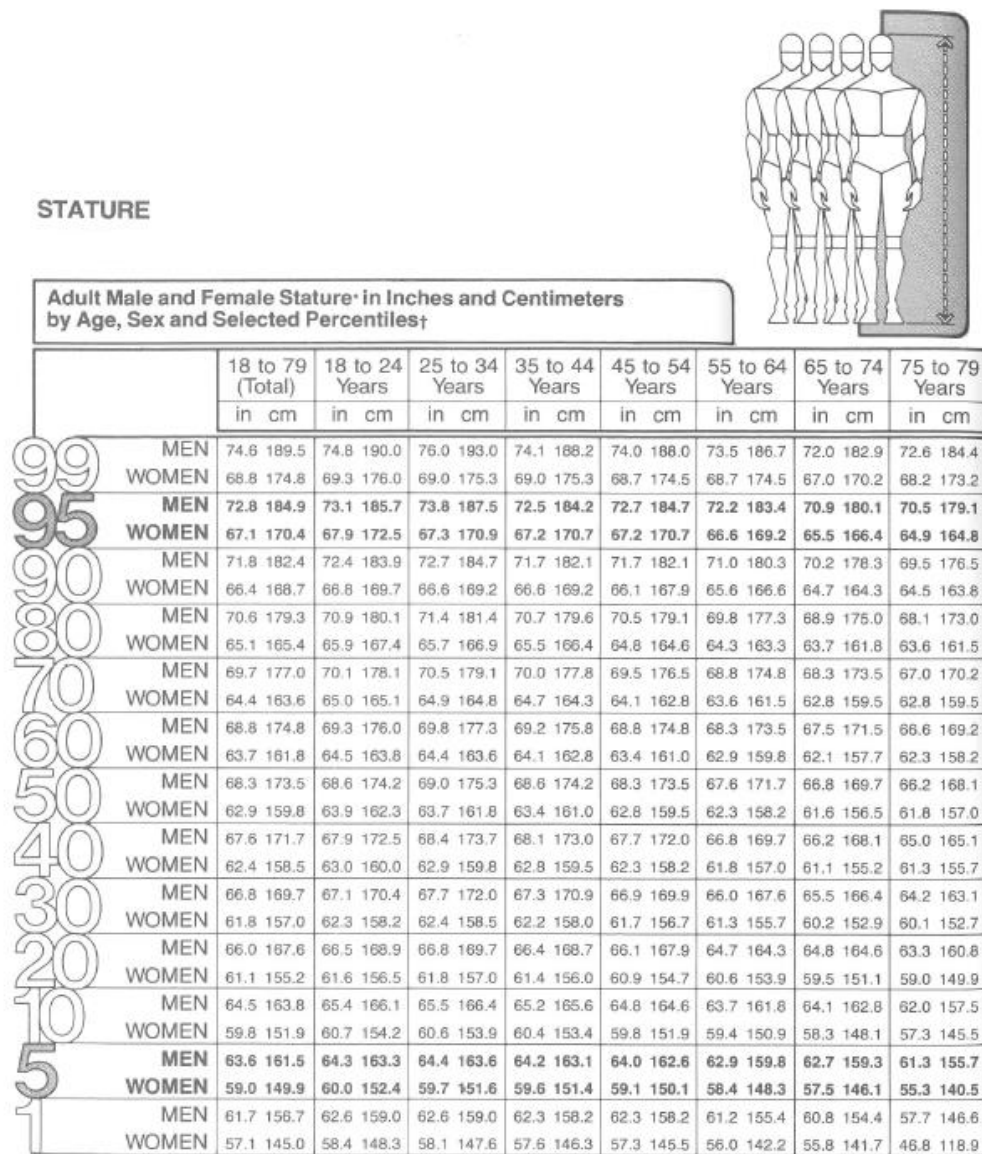 STATURE
Adult Male and Female Stature* in Inches and Centimeters
by Age, Sex and Selected Percentiles†
18 to 79 (Total) 18 to 24 Years 25 to 34 Years 35 to 44 Years 45 to 54 Years 55 to 64 Years 65 to 74 Years 75 to 79 Years
in cm in cm in cm in cm in cm in cm in cm in cm
99 MEN 74.6 189.5 74.8 190.0 76.0 193.0 74.1 188.2 74.0 188.0 73.5 186.7 72.0 182.9 72.6 184.4
WOMEN 68.8 174.8 69.3 176.0 69.0 175.3 69.0 175.3 68.7 174.5 68.7 174.5 67.0 170.2 68.2 173.2
95 MEN 72.8 184.9 73.1 185.7 73.8 187.5 72.5 184.2 72.7 184.7 72.2 183.4 70.9 180.1 70.5 179.1
WOMEN 67.1 170.4 67.9 172.5 67.3 170.9 67.2 170.7 67.2 170.7 66.6 169.2 65.5 166.4 64.9 164.8
90 MEN 71.8 182.4 72.4 183.9 72.7 184.7 71.7 182.1 71.7 182.1 71.0 180.3 70.2 178.3 69.5 176.5
WOMEN 66.4 168.7 66.8 169.7 66.6 169.2 66.6 169.2 66.1 167.9 65.6 166.6 64.7 164.3 64.5 163.8
80 MEN 70.6 179.3 70.9 180.1 71.4 181.4 70.7 179.6 70.5 179.1 69.8 177.3 68.9 175.0 68.1 173.0
WOMEN 65.1 165.4 65.9 167.4 65.7 166.9 65.5 166.4 64.8 164.6 64.3 163.3 63.7 161.8 63.6 161.5
70 MEN 69.7 177.0 70.1 178.1 70.5 179.1 70.0 177.8 69.5 176.5 68.8 174.8 68.3 173.5 67.0 170.2
WOMEN 64.4 163.6 65.0 165.1 64.9 164.8 64.7 164.3 64.1 162.8 63.6 161.5 62.8 159.5 62.8 159.5
60 MEN 68.8 174.8 69.3 176.0 69.8 177.3 69.2 175.8 68.8 174.8 68.3 173.5 67.5 171.5 66.6 169.2
WOMEN 63.7 161.8 64.5 163.8 64.4 163.6 64.1 162.8 63.4 161.0 62.9 159.8 62.1 157.7 62.3 158.2
50 MEN 68.3 173.5 68.6 174.2 69.0 175.3 68.6 174.2 68.3 173.5 67.6 171.7 66.8 169.7 66.2 168.1
WOMEN 62.9 159.8 63.9 162.3 63.7 161.8 63.4 161.0 62.8 159.5 62.3 158.2 61.6 156.5 61.8 157.0
40 MEN 67.6 171.7 67.9 172.5 68.4 173.7 68.1 173.0 67.7 172.0 66.8 169.7 66.2 168.1 65.0 165.1
WOMEN 62.4 158.5 63.0 160.0 62.9 159.8 62.8 159.5 62.3 158.2 61.8 157.0 61.1 155.2 61.3 155.7
30 MEN 66.8 169.7 67.1 170.4 67.7 172.0 67.3 170.9 66.9 169.9 66.0 167.6 65.5 166.4 64.2 163.1
WOMEN 61.8 157.0 62.3 158.2 62.4 158.5 62.2 158.0 61.7 156.7 61.3 155.7 60.2 152.9 60.1 152.7
20 MEN 66.0 167.6 66.5 168.9 66.8 169.7 66.4 168.7 66.1 167.9 64.7 164.3 64.8 164.6 63.3 160.8
WOMEN 61.1 155.2 61.6 156.5 61.8 157.0 61.4 156.0 60.9 154.7 60.6 153.9 59.5 151.1 59.0 149.9
10 MEN 64.5 163.8 65.4 166.1 65.5 166.4 65.2 165.6 64.8 164.6 63.7 161.8 64.1 162.8 62.0 157.5
WOMEN 59.8 151.9 60.7 154.2 60.6 153.9 60.4 153.4 59.8 151.9 59.4 150.9 58.3 148.1 57.3 145.5
5 MEN 63.6 161.5 64.3 163.3 64.4 163.6 64.2 163.1 64.0 162.6 62.9 159.8 62.7 159.3 61.3 155.7
WOMEN 59.0 149.9 60.0 152.4 59.7 151.6 59.6 151.4 59.1 150.1 58.4 148.3 57.5 146.1 55.3 140.5
1 MEN 61.7 156.7 62.6 159.0 62.6 159.0 62.3 158.2 62.3 158.2 61.2 155.4 60.8 154.4 57.7 146.6
WOMEN 57.1 145.0 58.4 148.3 58.1 147.6 57.6 146.3 57.3 145.5 56.0 142.2 55.8 141.7 46.8 118.9